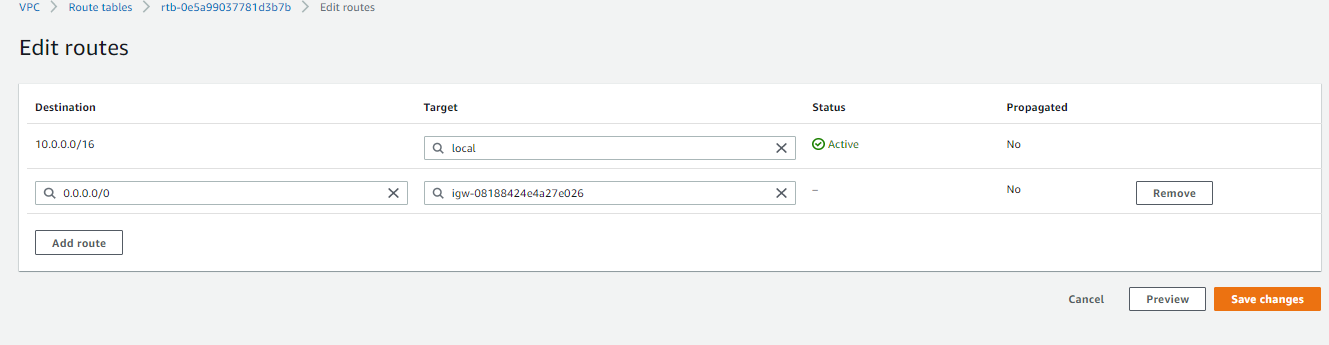 VPC > Route tables > rtb-0e5a99037781d3b7b > Edit routes
Edit routes
Destination Target Status Propagated
10.0.0.0/16 local Active No
0.0.0.0/0 igw-08188424e4a27e026 – No Remove
Add route
Cancel Preview Save changes